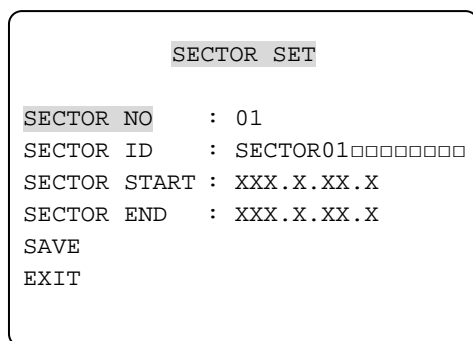 SECTOR SET
SECTOR NO : 01
SECTOR ID : SECTOR01□□□□□□□□
SECTOR START : XXX.X.XX.X
SECTOR END : XXX.X.XX.X
SAVE
EXIT